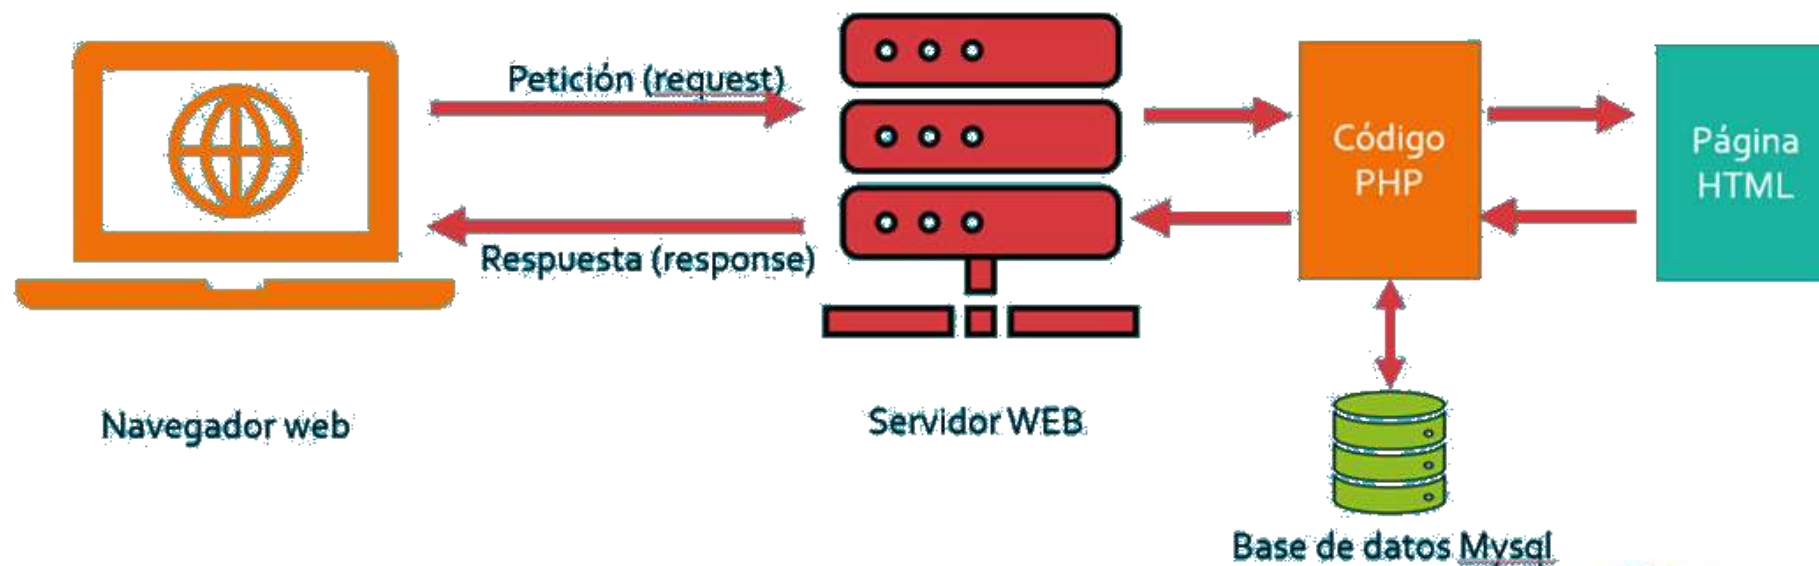 Petición (request)
Respuesta (response)
Código
PHP
Página
HTML
Navegador web
Servidor WEB
Base de datos Mysql